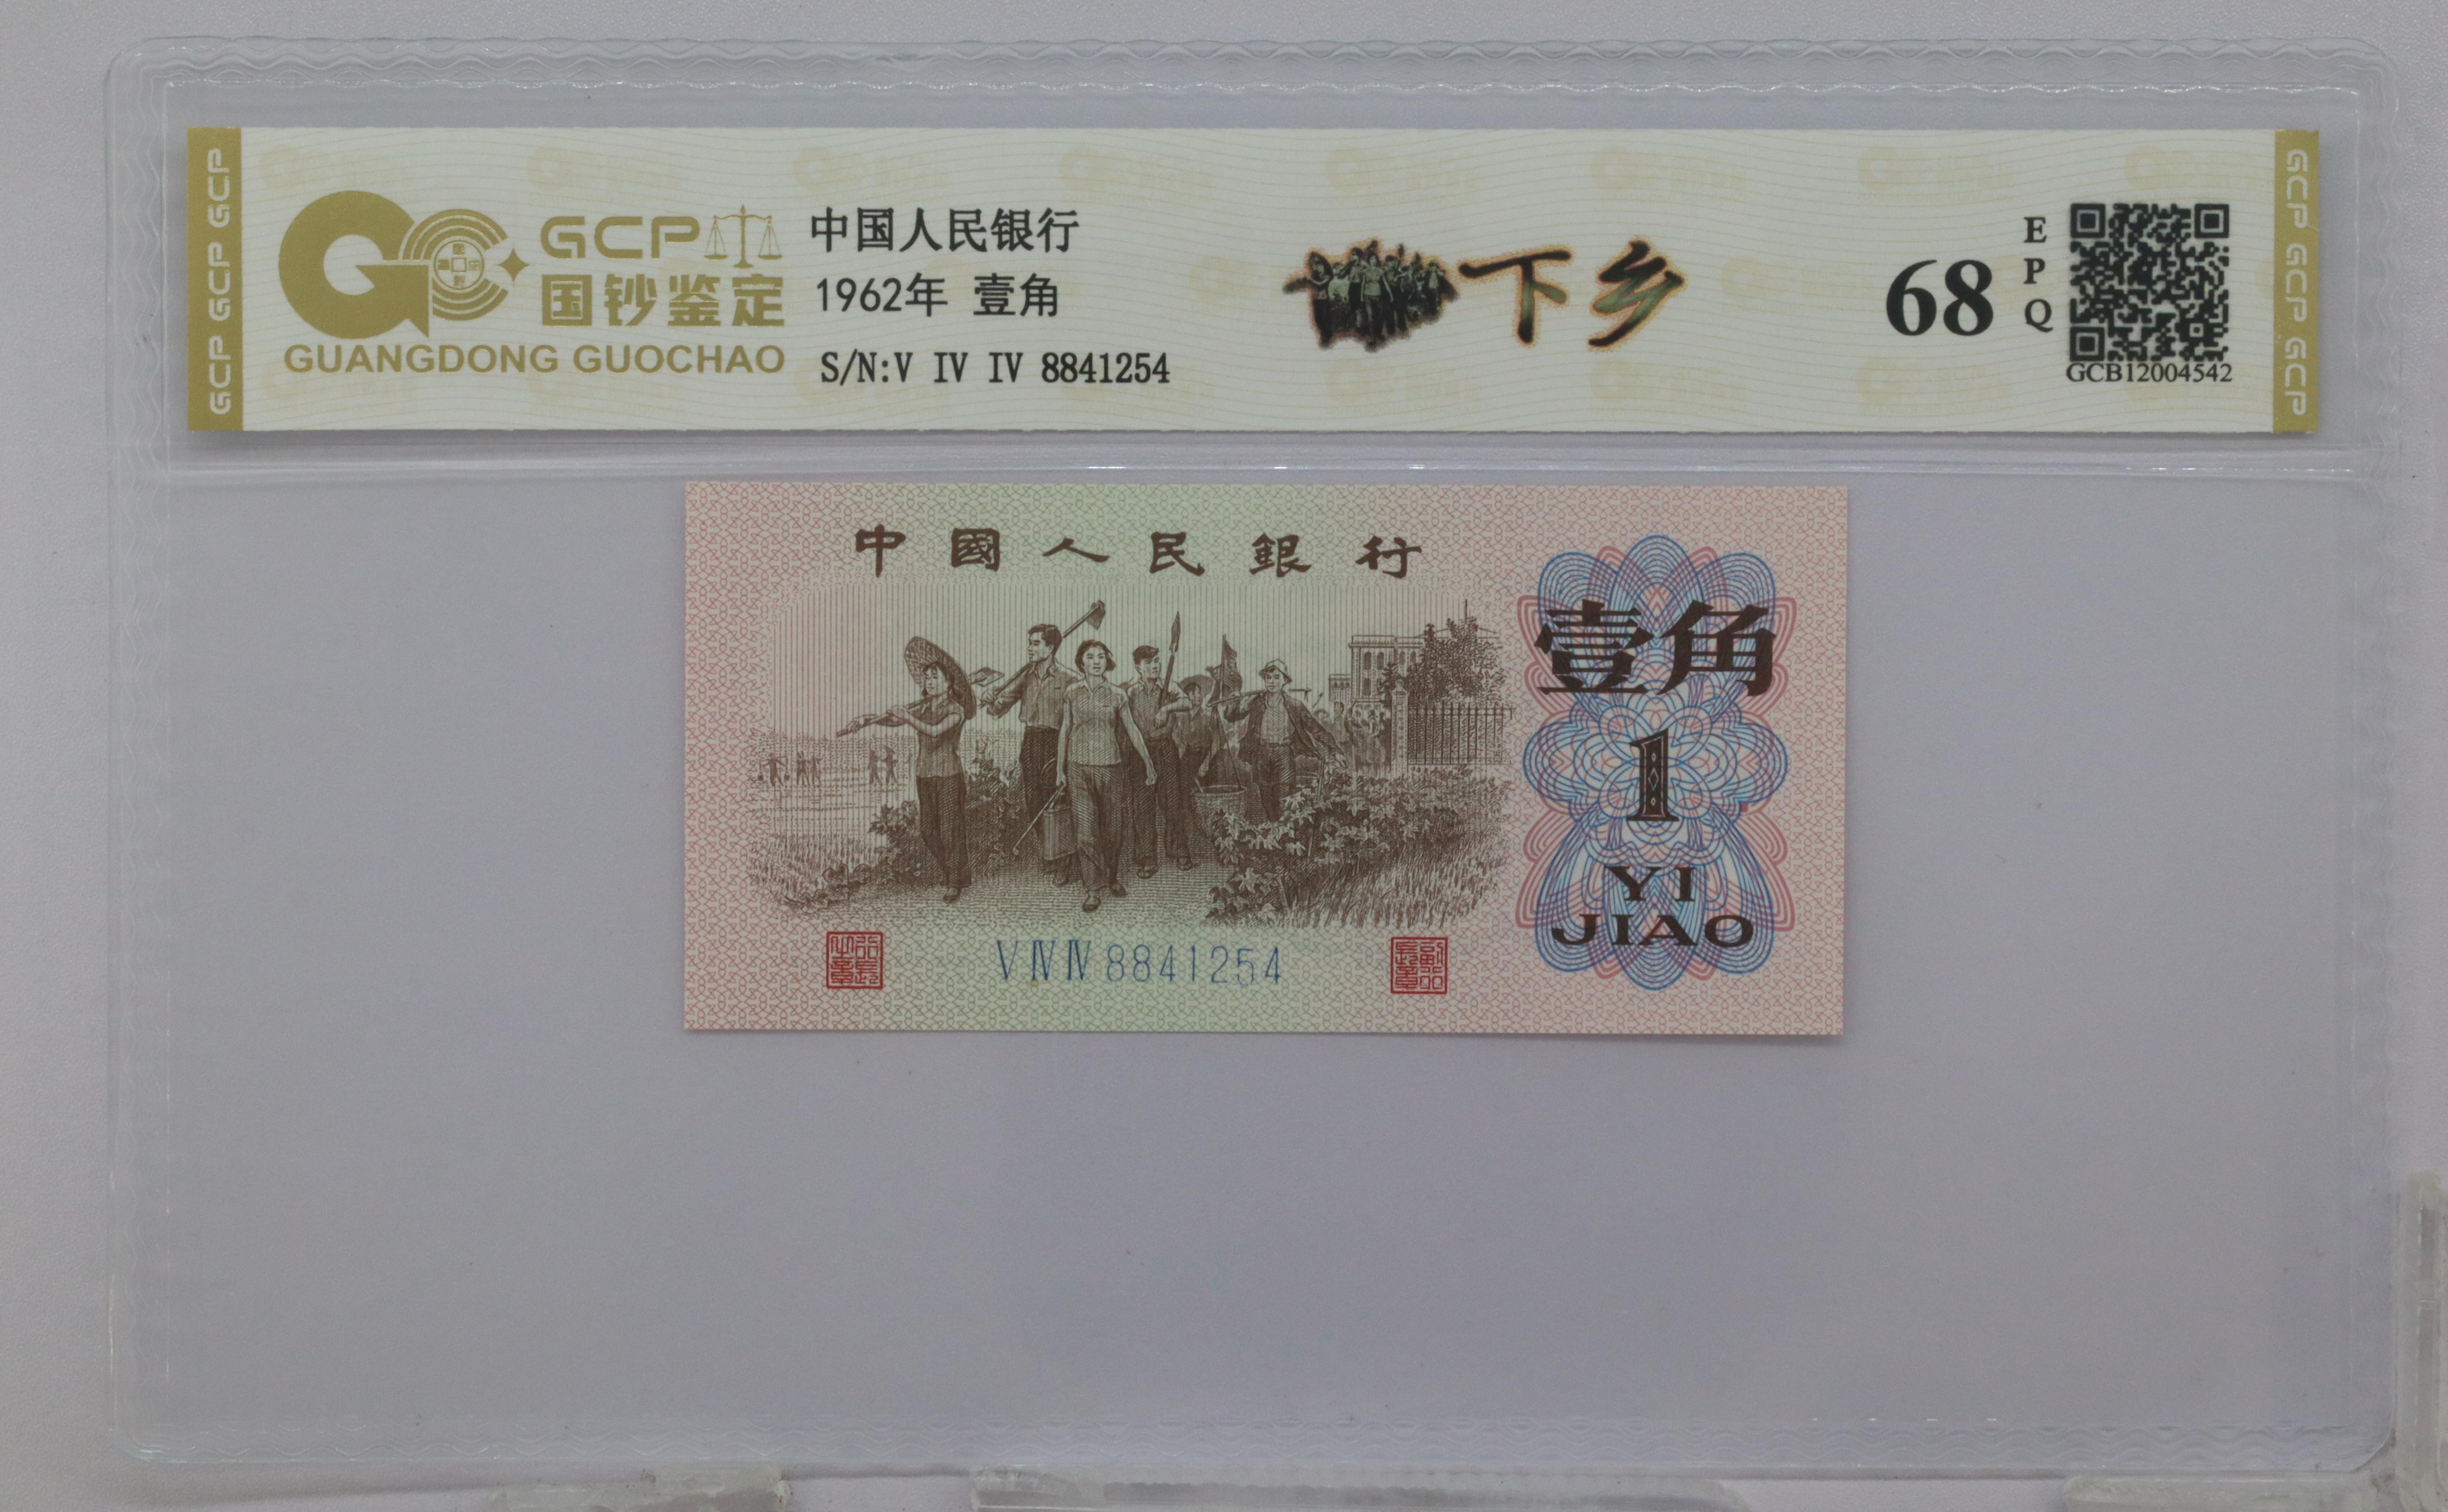 GCP GCP GCP
GCP
国钞鉴定
GUANGDONG GUOCHAO
中国人民银行
1962年 壹角
S/N:V IV IV 8841254
下乡
68
E
P
Q
GCB12004542
GCP GCP GCP
中國人民銀行
壹角
1
YI
JIAO
V IV IV 8841254